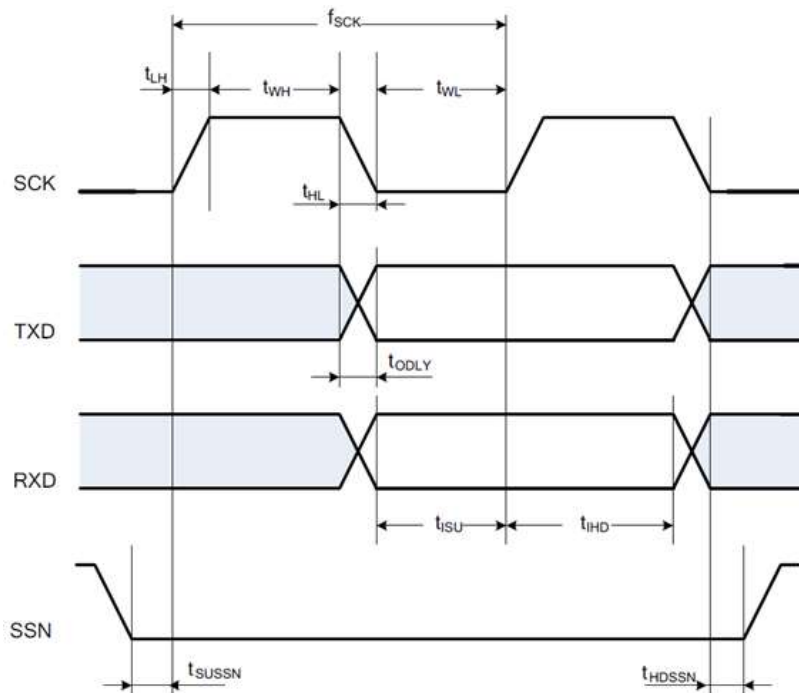 fSCK
tLH
tWH
tWL
SCK
tHL
TXD
tODLY
RXD
tISU
tIHD
SSN
tSUSSN
tHDSSN